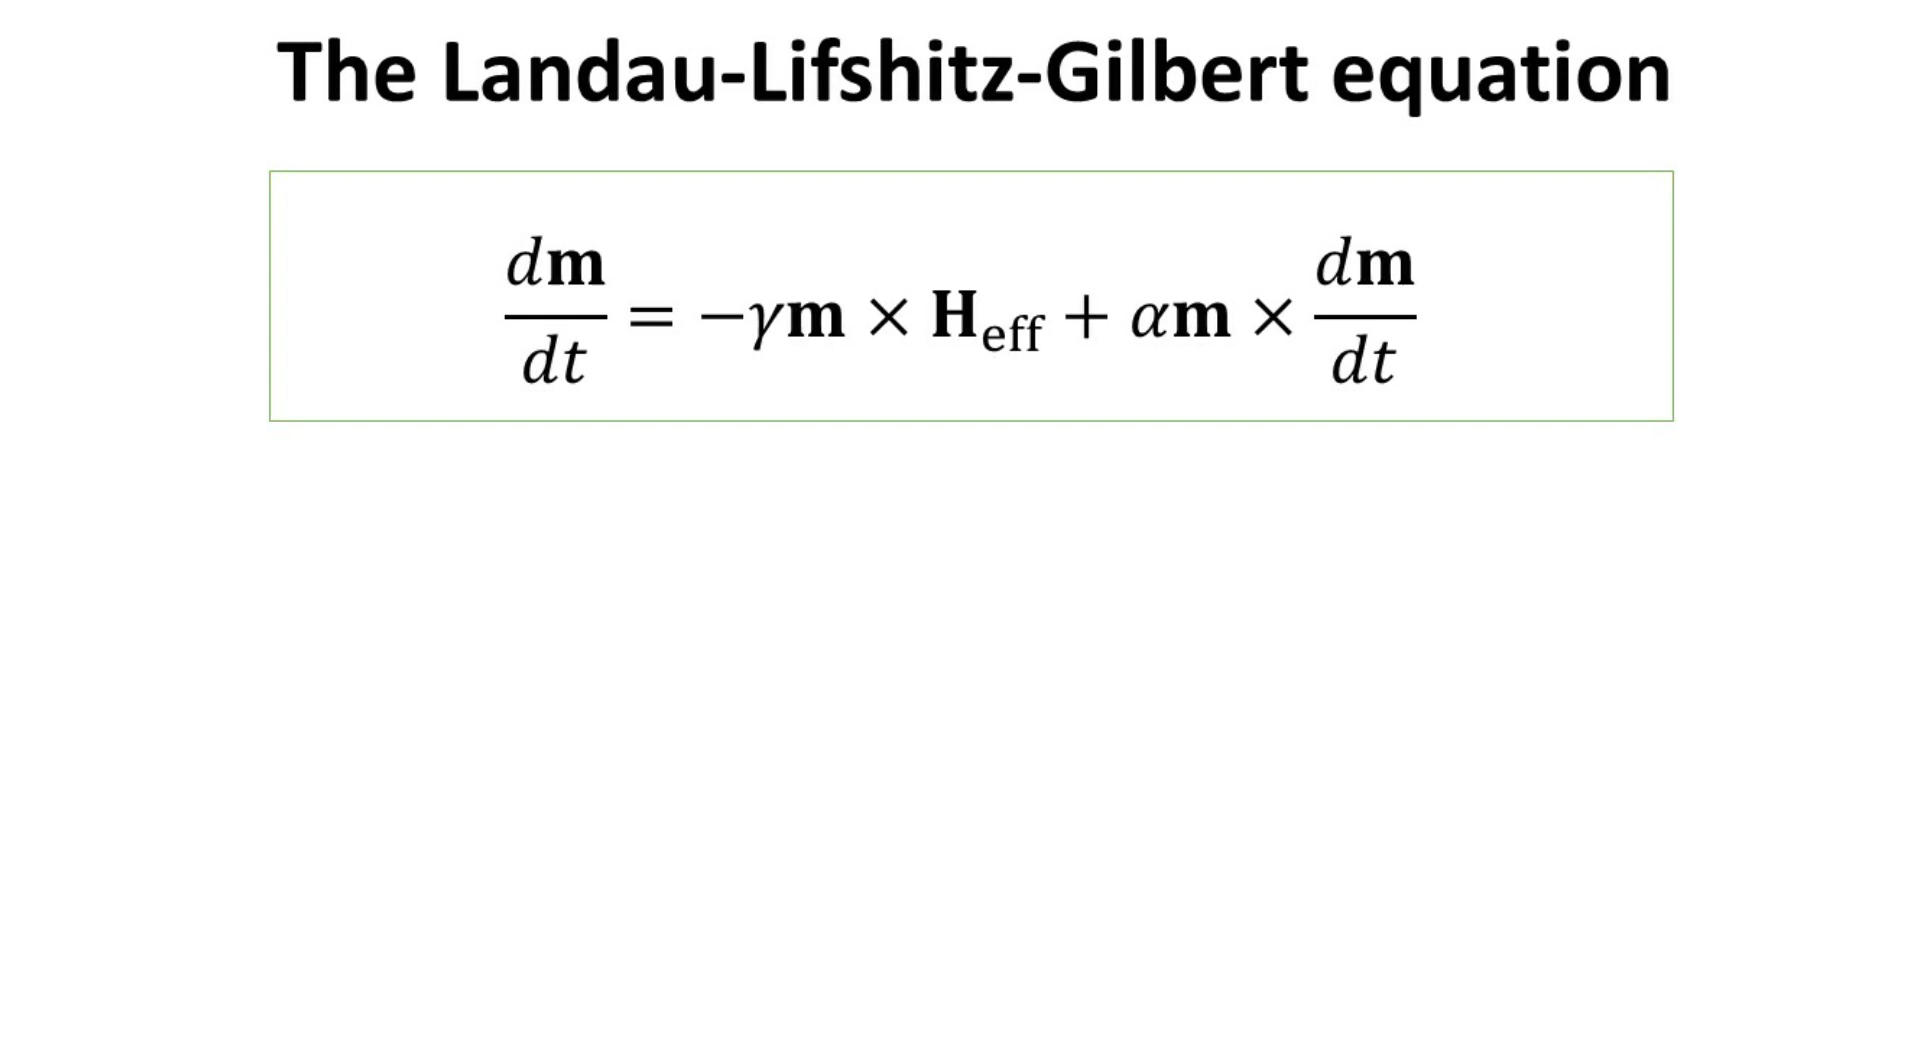 The Landau-Lifshitz-Gilbert equation
d𝐦/dt = −γ𝐦 × 𝐇_eff + α𝐦 × d𝐦/dt